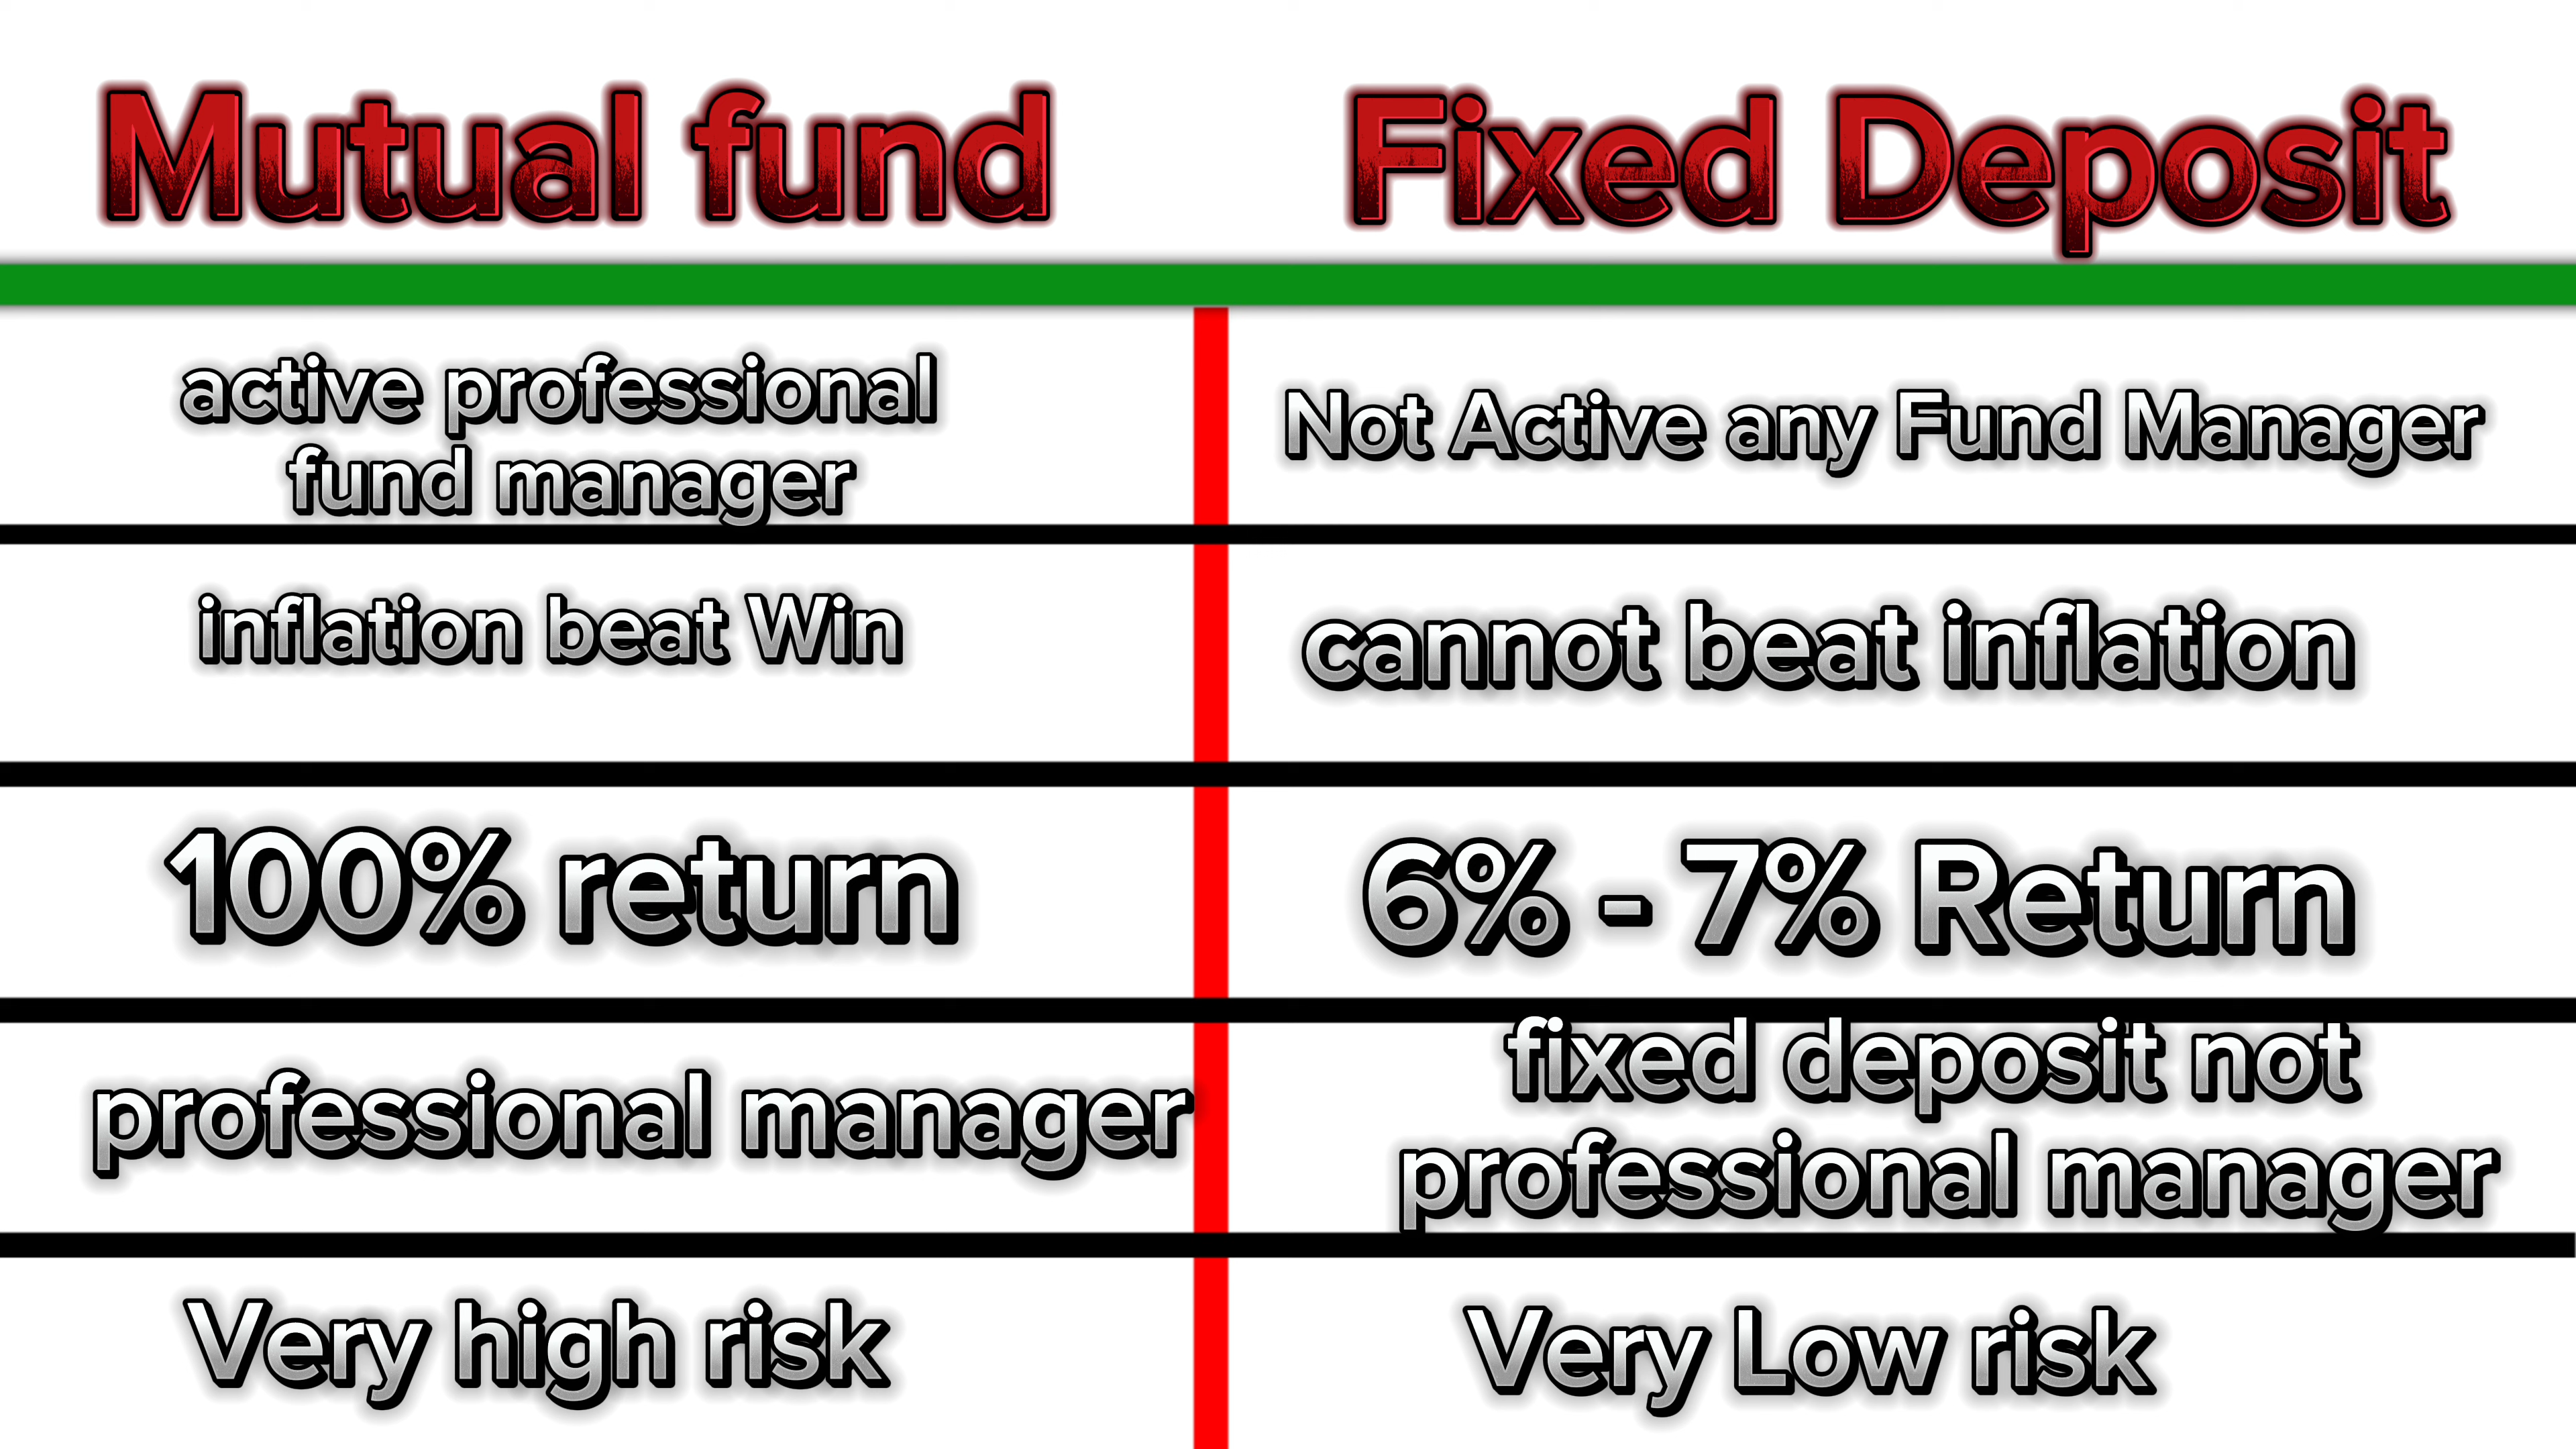 Mutual fund
Fixed Deposit
active professional
fund manager
Not Active any Fund Manager
inflation beat Win
cannot beat inflation
100% return
6% - 7% Return
professional manager
fixed deposit not
professional manager
Very high risk
Very Low risk